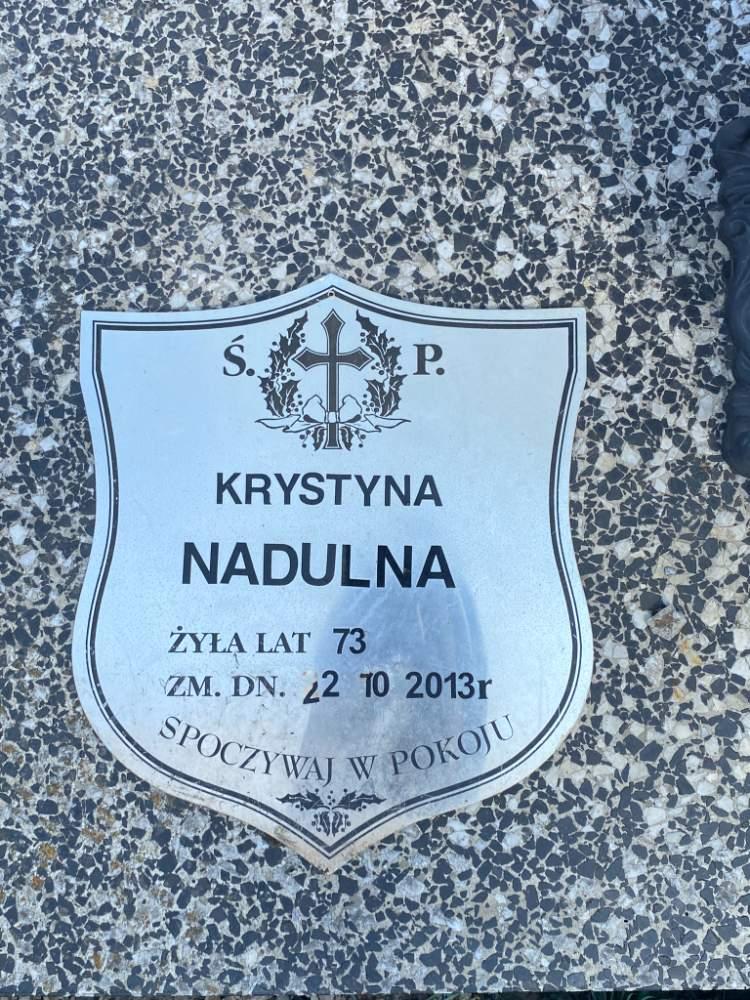 Ś. P.
KRYSTYNA
NADULNA
ŻYŁA LAT 73
ZM. DN. 22 10 2013r
SPOCZYWAJ W POKOJU